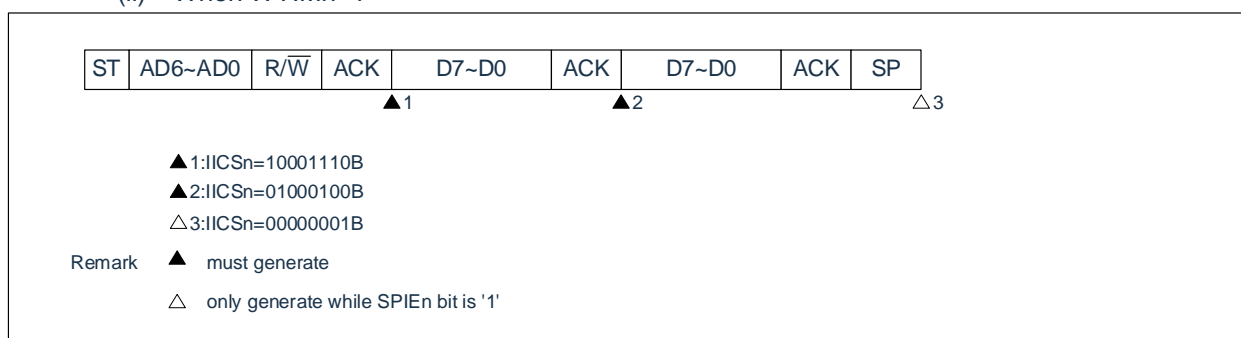 ST AD6~AD0 R/W̅ ACK D7~D0 ACK D7~D0 ACK SP
▲1 ▲2 △3
▲1:IICSn=10001110B
▲2:IICSn=01000100B
△3:IICSn=00000001B
Remark ▲ must generate
△ only generate while SPIEn bit is '1'